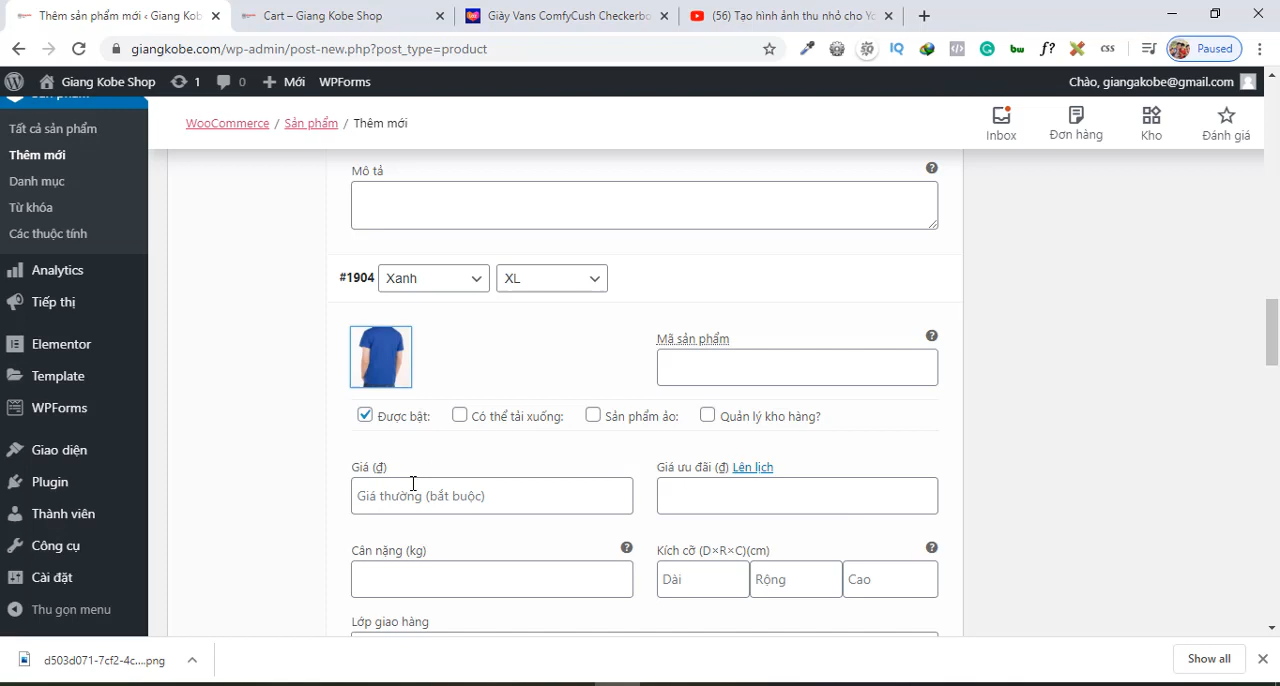 Thêm sản phẩm mới ‹ Giang Kob
Cart – Giang Kobe Shop
Giày Vans ComfyCush Checkerbo
(56) Tạo hình ảnh thu nhỏ cho Yo
giangkobe.com/wp-admin/post-new.php?post_type=product
IQ
bw
f?
css
Paused
Giang Kobe Shop
1
0
Mới
WPForms
Chào, giangakobe@gmail.com
Tất cả sản phẩm
Thêm mới
Danh mục
Từ khóa
Các thuộc tính
Analytics
Tiếp thị
Elementor
Template
WPForms
Giao diện
Plugin
Thành viên
Công cụ
Cài đặt
Thu gọn menu
WooCommerce / Sản phẩm / Thêm mới
Inbox
Đơn hàng
Kho
Đánh giá
Mô tả
#1904 Xanh XL
Mã sản phẩm
Được bật:
Có thể tải xuống:
Sản phẩm ảo:
Quản lý kho hàng?
Giá (₫)
Giá thường (bắt buộc)
Giá ưu đãi (₫) Lên lịch
Cân nặng (kg)
Kích cỡ (D×R×C)(cm)
Dài
Rộng
Cao
Lớp giao hàng
d503d071-7cf2-4c....png
Show all